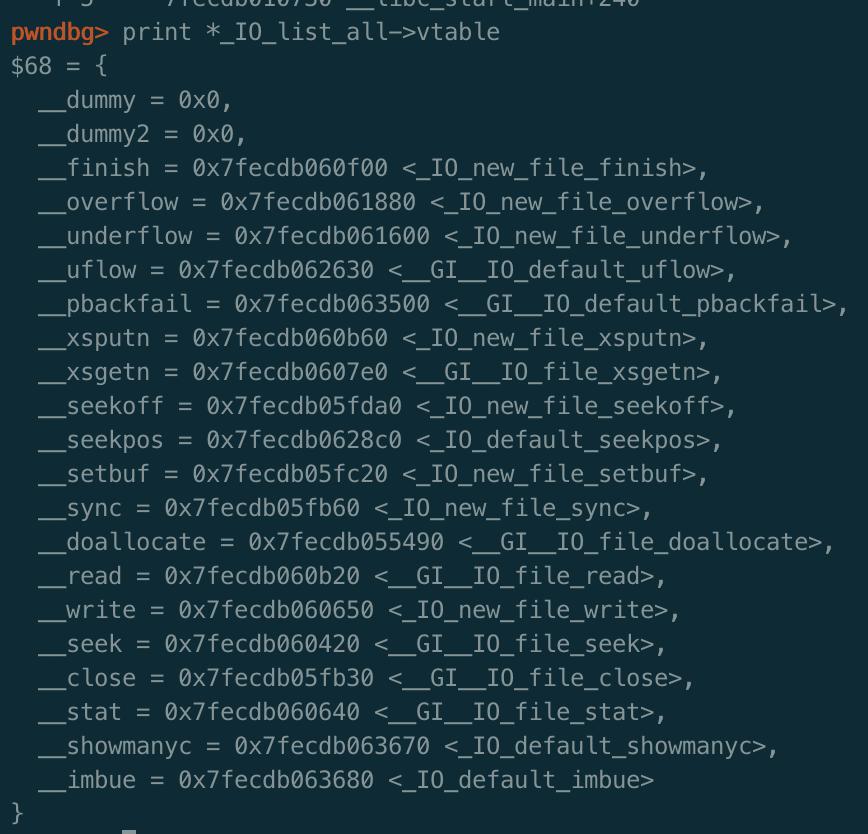 pwndbg> print *_IO_list_all->vtable
$68 = {
  __dummy = 0x0,
  __dummy2 = 0x0,
  __finish = 0x7fecdb060f00 <_IO_new_file_finish>,
  __overflow = 0x7fecdb061880 <_IO_new_file_overflow>,
  __underflow = 0x7fecdb061600 <_IO_new_file_underflow>,
  __uflow = 0x7fecdb062630 <__GI__IO_default_uflow>,
  __pbackfail = 0x7fecdb063500 <__GI__IO_default_pbackfail>,
  __xsputn = 0x7fecdb060b60 <_IO_new_file_xsputn>,
  __xsgetn = 0x7fecdb0607e0 <__GI__IO_file_xsgetn>,
  __seekoff = 0x7fecdb05fda0 <_IO_new_file_seekoff>,
  __seekpos = 0x7fecdb0628c0 <_IO_default_seekpos>,
  __setbuf = 0x7fecdb05fc20 <_IO_new_file_setbuf>,
  __sync = 0x7fecdb05fb60 <_IO_new_file_sync>,
  __doallocate = 0x7fecdb055490 <__GI__IO_file_doallocate>,
  __read = 0x7fecdb060b20 <__GI__IO_file_read>,
  __write = 0x7fecdb060650 <_IO_new_file_write>,
  __seek = 0x7fecdb060420 <__GI__IO_file_seek>,
  __close = 0x7fecdb05fb30 <__GI__IO_file_close>,
  __stat = 0x7fecdb060640 <__GI__IO_file_stat>,
  __showmanyc = 0x7fecdb063670 <_IO_default_showmanyc>,
  __imbue = 0x7fecdb063680 <_IO_default_imbue>
}